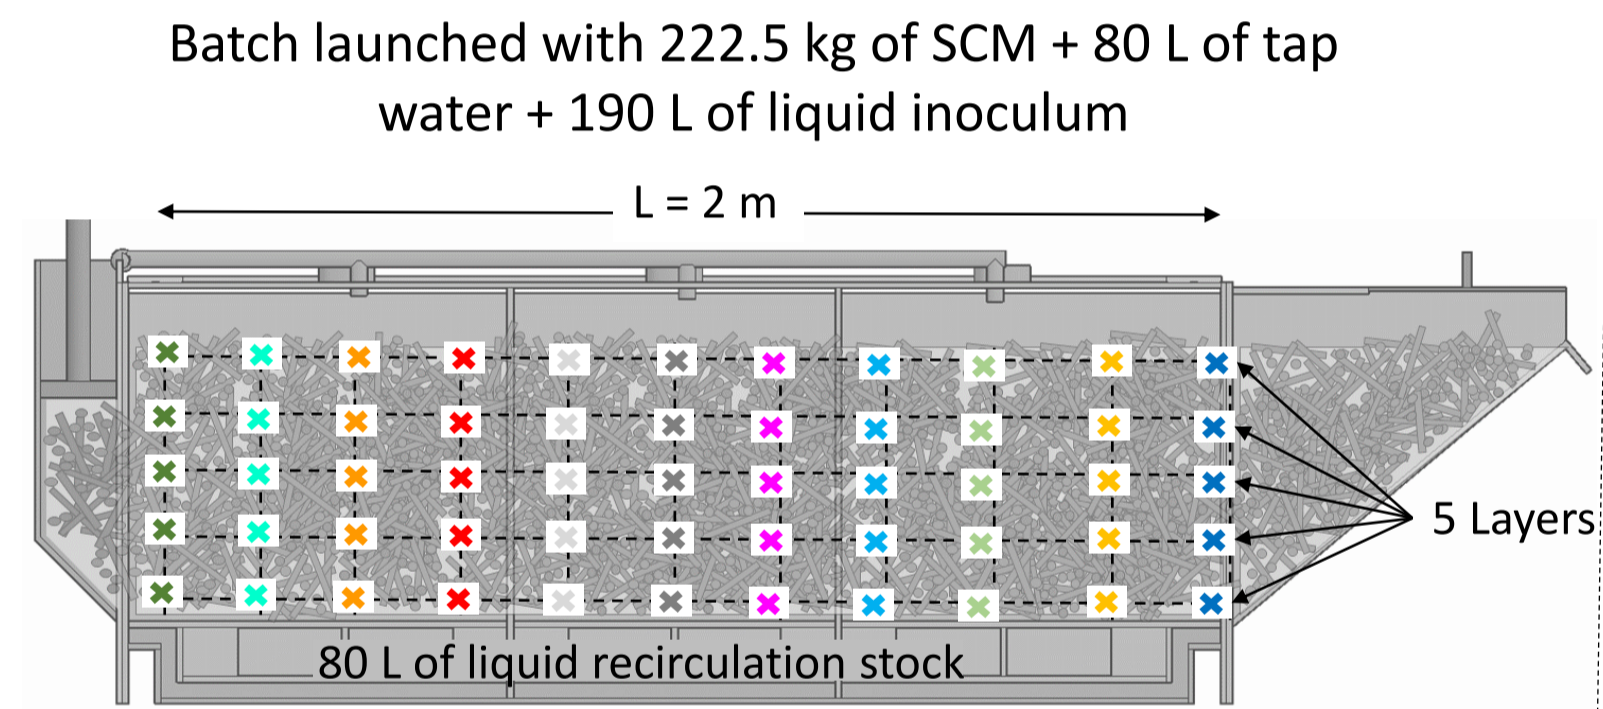 Batch launched with 222.5 kg of SCM + 80 L of tap
water + 190 L of liquid inoculum
L = 2 m
5 Layers
80 L of liquid recirculation stock